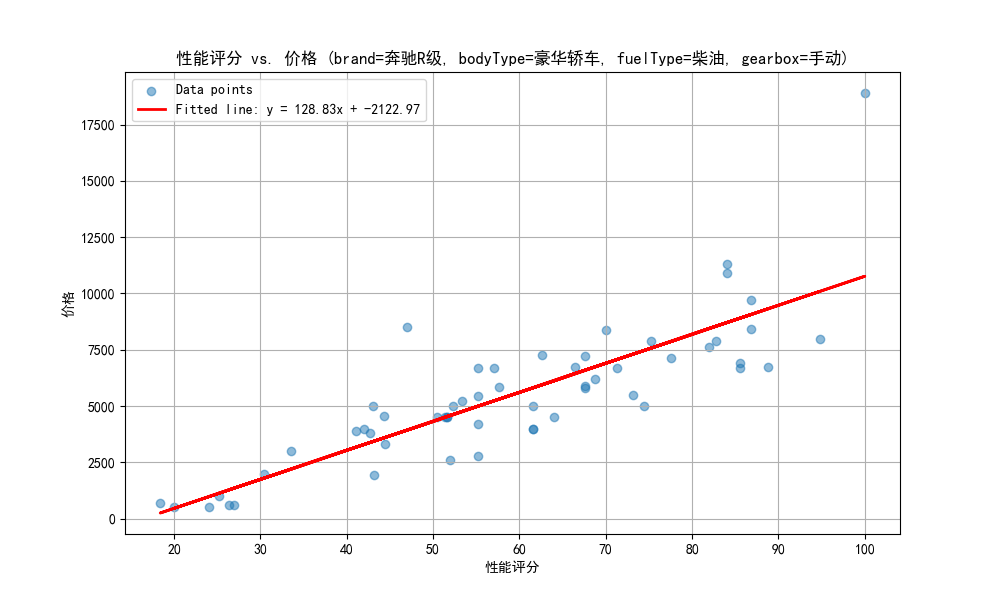 性能评分 vs. 价格 (brand=奔驰R级, bodyType=豪华轿车, fuelType=柴油, gearbox=手动)
Data points
Fitted line: y = 128.83x + -2122.97
17500
15000
12500
10000
7500
5000
2500
0
价格
20 30 40 50 60 70 80 90 100
性能评分